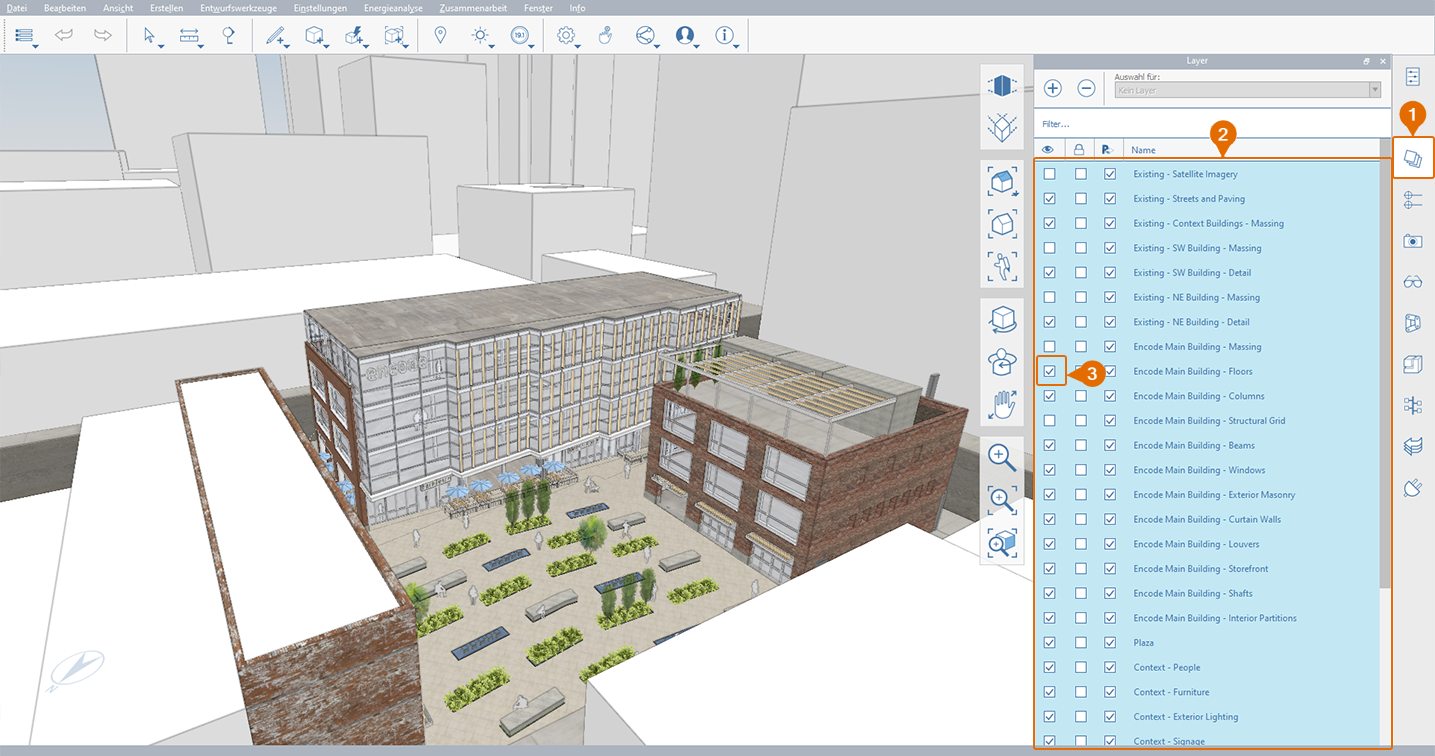 Datei Bearbeiten Ansicht Erstellen Entwurfswerkzeuge Einstellungen Energieanalyse Zusammenarbeit Fenster Info
19.1
Layer
Auswahl für:
Kein Layer
Filter...
1
2
Name
Existing - Satellite Imagery
Existing - Streets and Paving
Existing - Context Buildings - Massing
Existing - SW Building - Massing
Existing - SW Building - Detail
Existing - NE Building - Massing
Existing - NE Building - Detail
Encode Main Building - Massing
Encode Main Building - Floors
3
Encode Main Building - Columns
Encode Main Building - Structural Grid
Encode Main Building - Beams
Encode Main Building - Windows
Encode Main Building - Exterior Masonry
Encode Main Building - Curtain Walls
Encode Main Building - Louvers
Encode Main Building - Storefront
Encode Main Building - Shafts
Encode Main Building - Interior Partitions
Plaza
Context - People
Context - Furniture
Context - Exterior Lighting
Context - Signage
encode
N